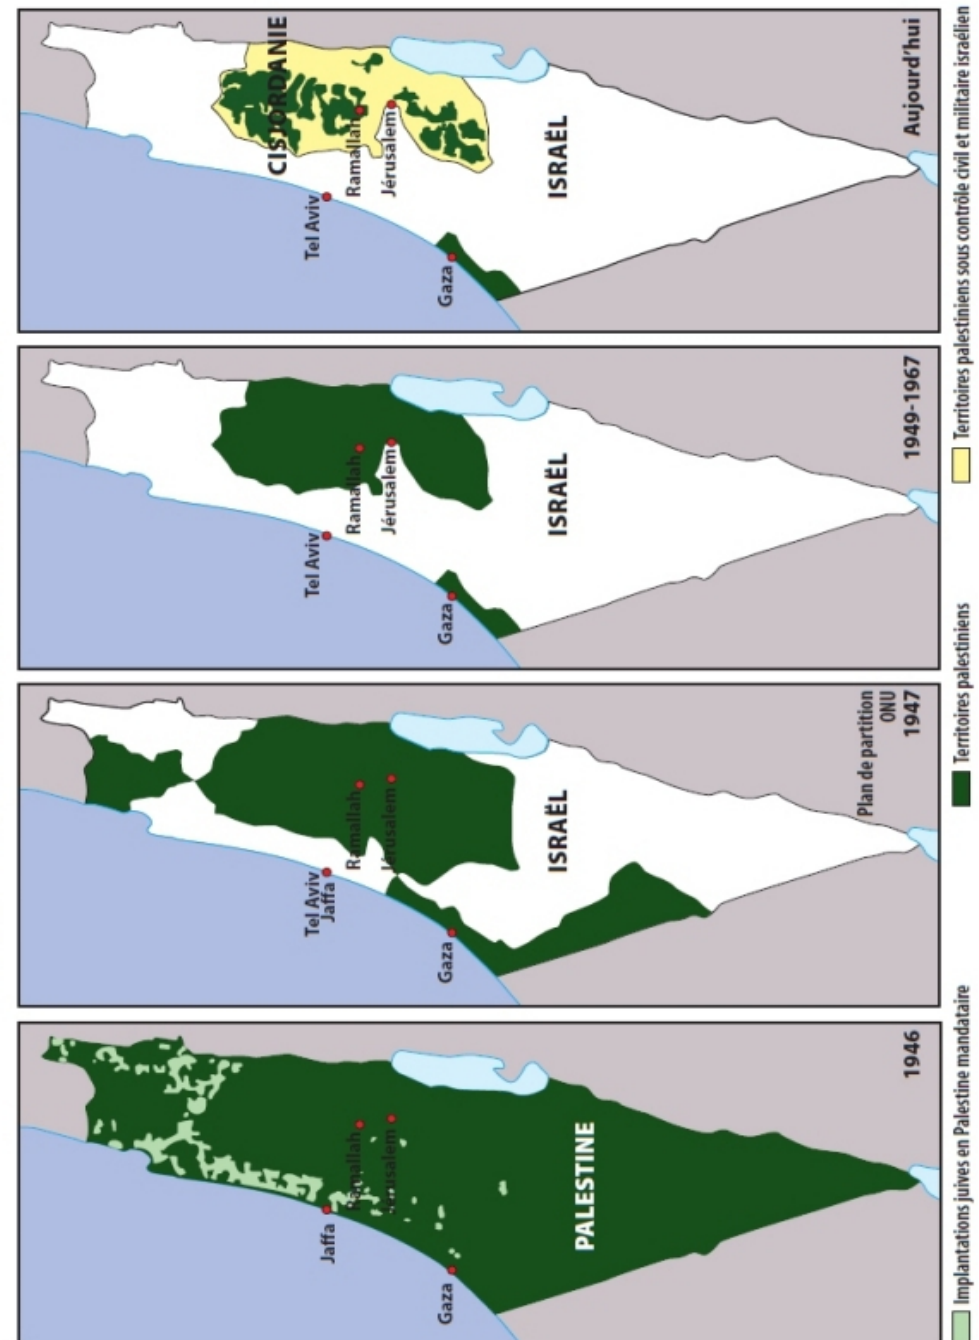 Jaffa
Ramallah
Jérusalem
Gaza
PALESTINE
1946
Tel Aviv
Jaffa
Ramallah
Jérusalem
Gaza
ISRAËL
Plan de partition
ONU
1947
Tel Aviv
Ramallah
Jérusalem
Gaza
ISRAËL
1949-1967
CISJORDANIE
Tel Aviv
Ramallah
Jérusalem
Gaza
ISRAËL
Aujourd'hui
Implantations juives en Palestine mandataire
Territoires palestiniens
Territoires palestiniens sous contrôle civil et militaire israélien